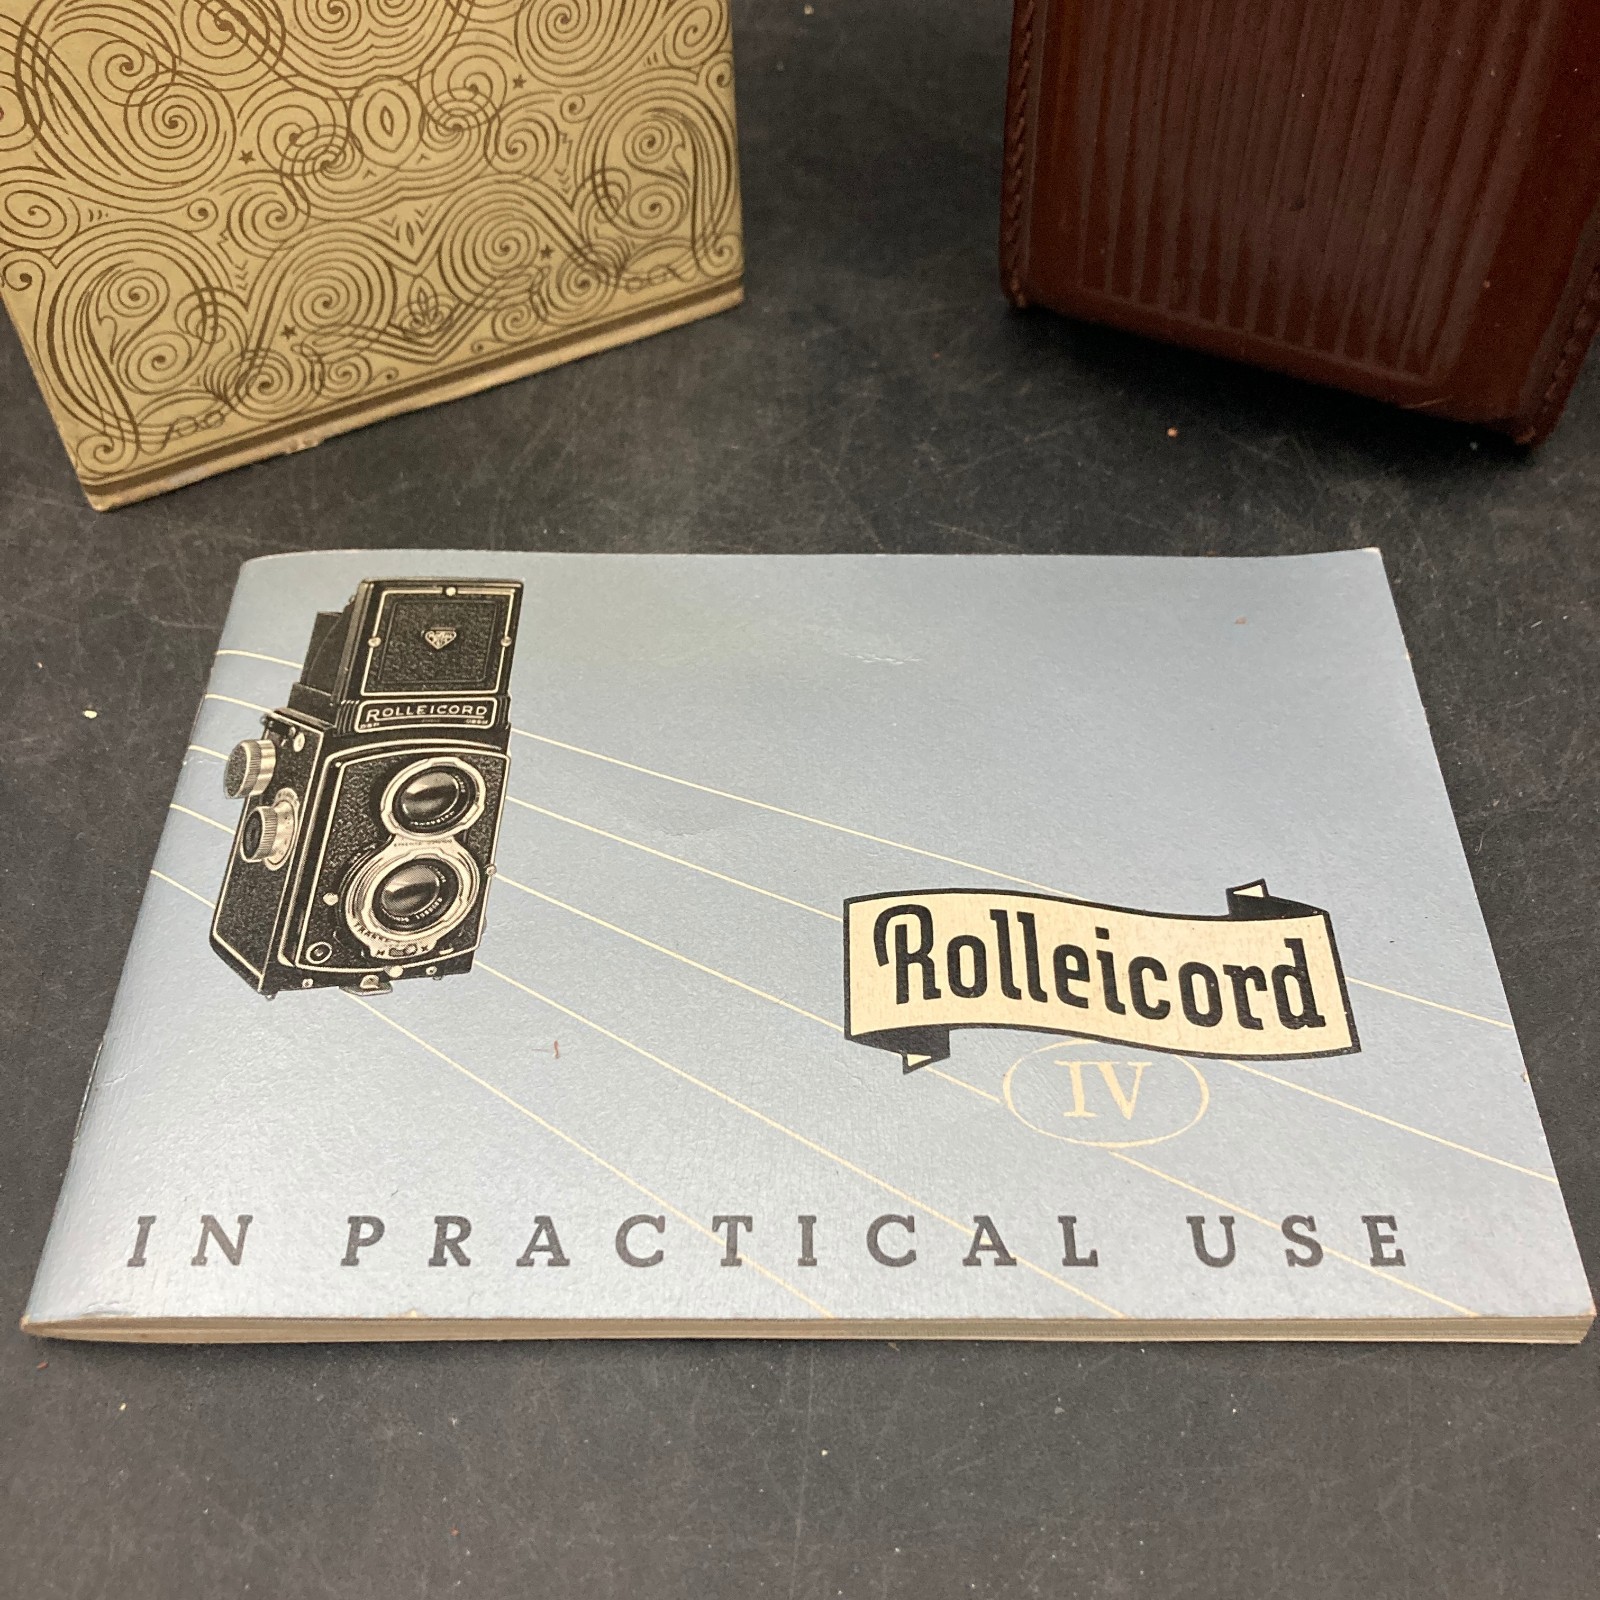 ROLLEICORD
Rolleicord
IV
IN PRACTICAL USE